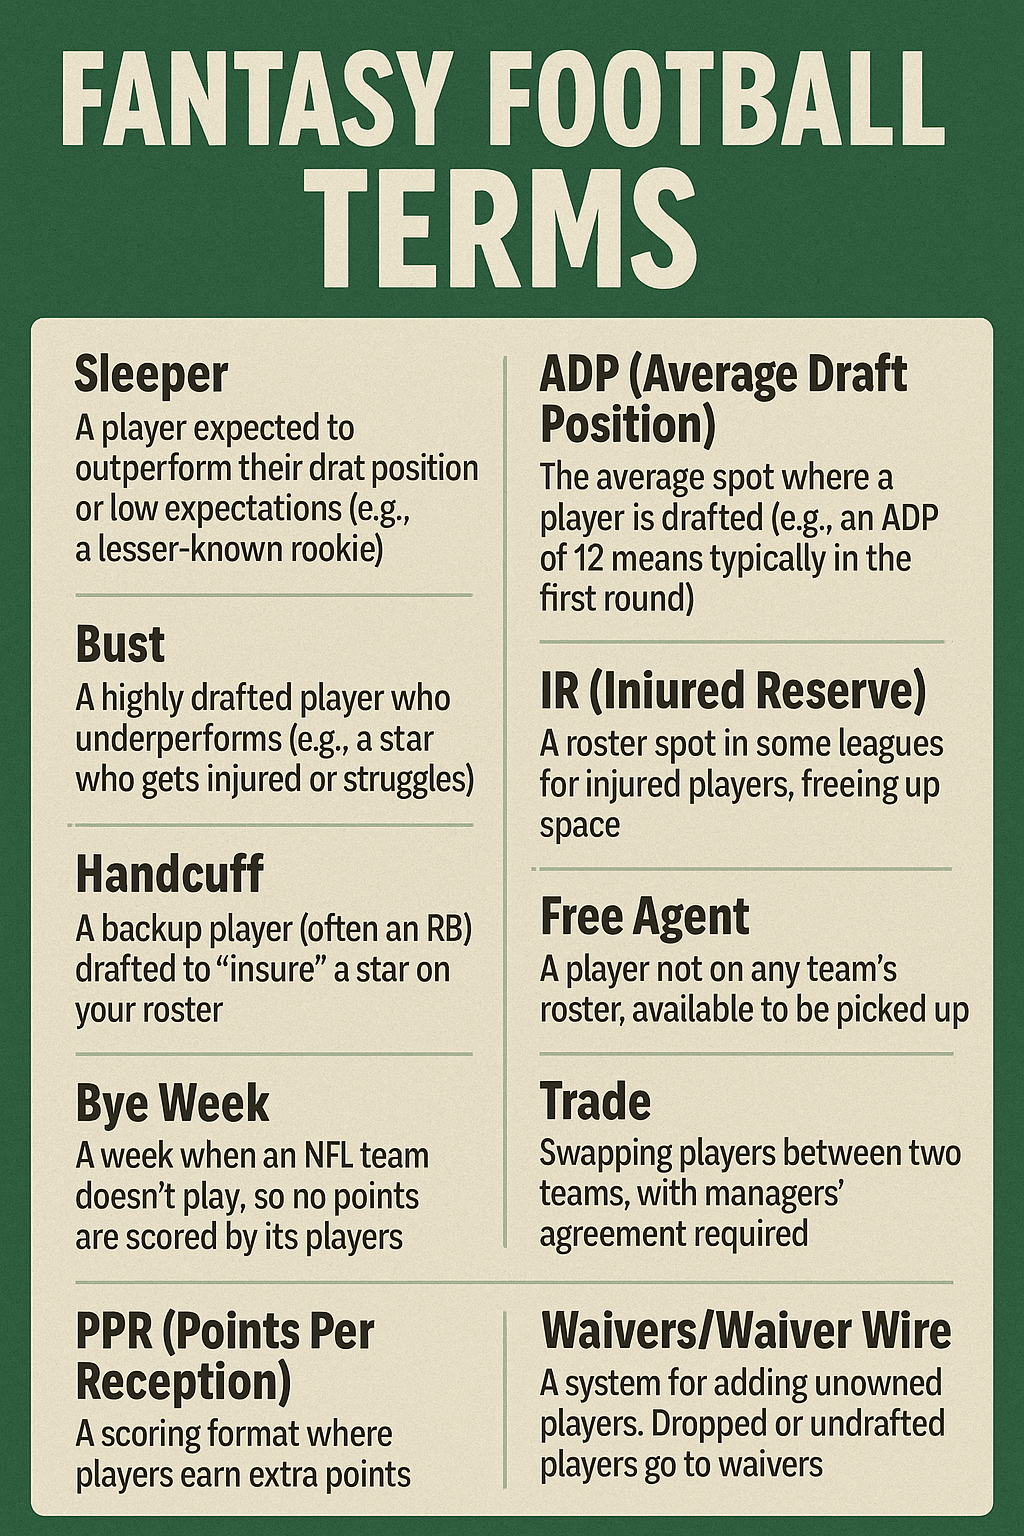 FANTASY FOOTBALL
TERMS
Sleeper
A player expected to
outperform their drat position
or low expectations (e.g.,
a lesser-known rookie)
Bust
A highly drafted player who
underperforms (e.g., a star
who gets injured or struggles)
Handcuff
A backup player (often an RB)
drafted to “insure” a star on
your roster
Bye Week
A week when an NFL team
doesn’t play, so no points
are scored by its players
ADP (Average Draft
Position)
The average spot where a
player is drafted (e.g., an ADP
of 12 means typically in the
first round)
IR (Iniured Reserve)
A roster spot in some leagues
for injured players, freeing up
space
Free Agent
A player not on any team’s
roster, available to be picked up
Trade
Swapping players between two
teams, with managers’
agreement required
PPR (Points Per
Reception)
A scoring format where
players earn extra points
Waivers/Waiver Wire
A system for adding unowned
players. Dropped or undrafted
players go to waivers